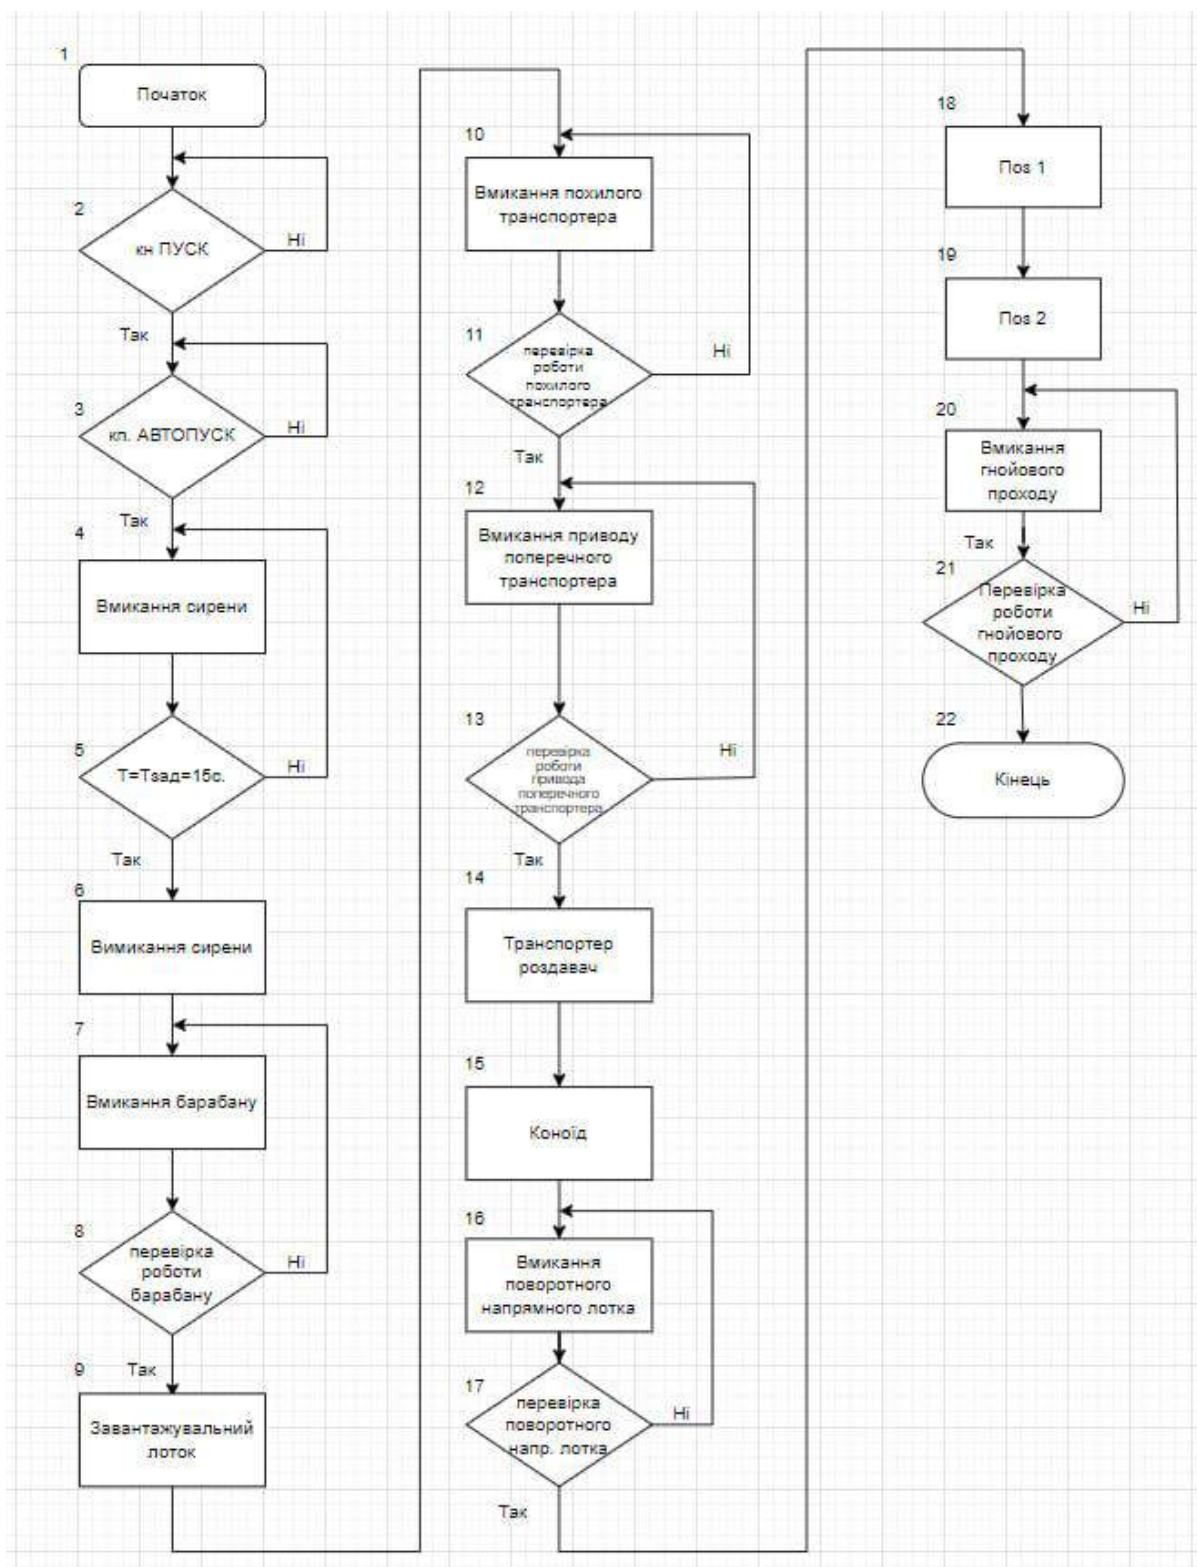 1
Початок
2
кн ПУСК
Ні
Так
3
кл. АВТОПУСК
Ні
Так
4
Вмикання сирени
5
T=Tзад=15с.
Ні
Так
6
Вимикання сирени
7
Вмикання барабану
8
перевірка
роботи
барабану
Ні
9
Так
Завантажувальний
лоток
10
Вмикання похилого
транспортера
11
перевірка
роботи
похилого
транспортера
Ні
Так
12
Вмикання приводу
поперечного
транспортера
13
перевірка
роботи
привода
поперечного
транспортера
Ні
Так
14
Транспортер
роздавач
15
Коноїд
16
Вмикання
поворотного
напрямного лотка
17
перевірка
поворотного
напр. лотка
Ні
Так
18
Поз 1
19
Поз 2
20
Вмикання
гнойового
проходу
Так
21
Перевірка
роботи
гнойового
проходу
Ні
22
Кінець